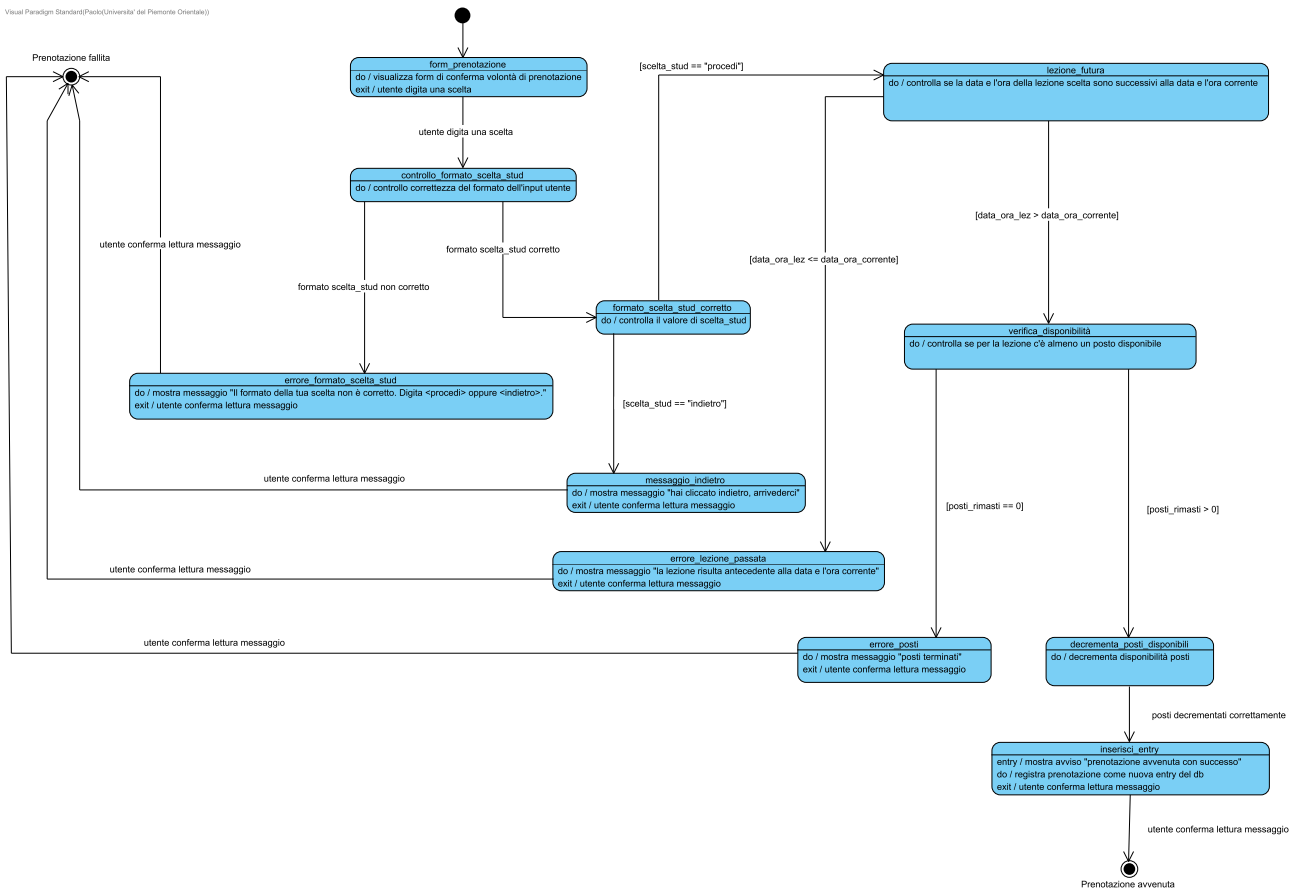 Visual Paradigm Standard(Paolo(Universita' del Piemonte Orientale))
Prenotazione fallita
form_prenotazione
do / visualizza form di conferma volontà di prenotazione
exit / utente digita una scelta
[scelta_stud == "procedi"]
lezione_futura
do / controlla se la data e l'ora della lezione scelta sono successivi alla data e l'ora corrente
utente digita una scelta
controllo_formato_scelta_stud
do / controllo correttezza del formato dell'input utente
[data_ora_lez > data_ora_corrente]
utente conferma lettura messaggio
formato scelta_stud corretto
[data_ora_lez <= data_ora_corrente]
formato scelta_stud non corretto
formato_scelta_stud_corretto
do / controlla il valore di scelta_stud
verifica_disponibilità
do / controlla se per la lezione c'è almeno un posto disponibile
errore_formato_scelta_stud
do / mostra messaggio "Il formato della tua scelta non è corretto. Digita <procedi> oppure <indietro>."
exit / utente conferma lettura messaggio
[scelta_stud == "indietro"]
utente conferma lettura messaggio
messaggio_indietro
do / mostra messaggio "hai cliccato indietro, arrivederci"
exit / utente conferma lettura messaggio
[posti_rimasti == 0]
[posti_rimasti > 0]
errore_lezione_passata
do / mostra messaggio "la lezione risulta antecedente alla data e l'ora corrente"
exit / utente conferma lettura messaggio
utente conferma lettura messaggio
utente conferma lettura messaggio
errore_posti
do / mostra messaggio "posti terminati"
exit / utente conferma lettura messaggio
decrementa_posti_disponibili
do / decrementa disponibilità posti
posti decrementati correttamente
inserisci_entry
entry / mostra avviso "prenotazione avvenuta con successo"
do / registra prenotazione come nuova entry del db
exit / utente conferma lettura messaggio
utente conferma lettura messaggio
Prenotazione avvenuta